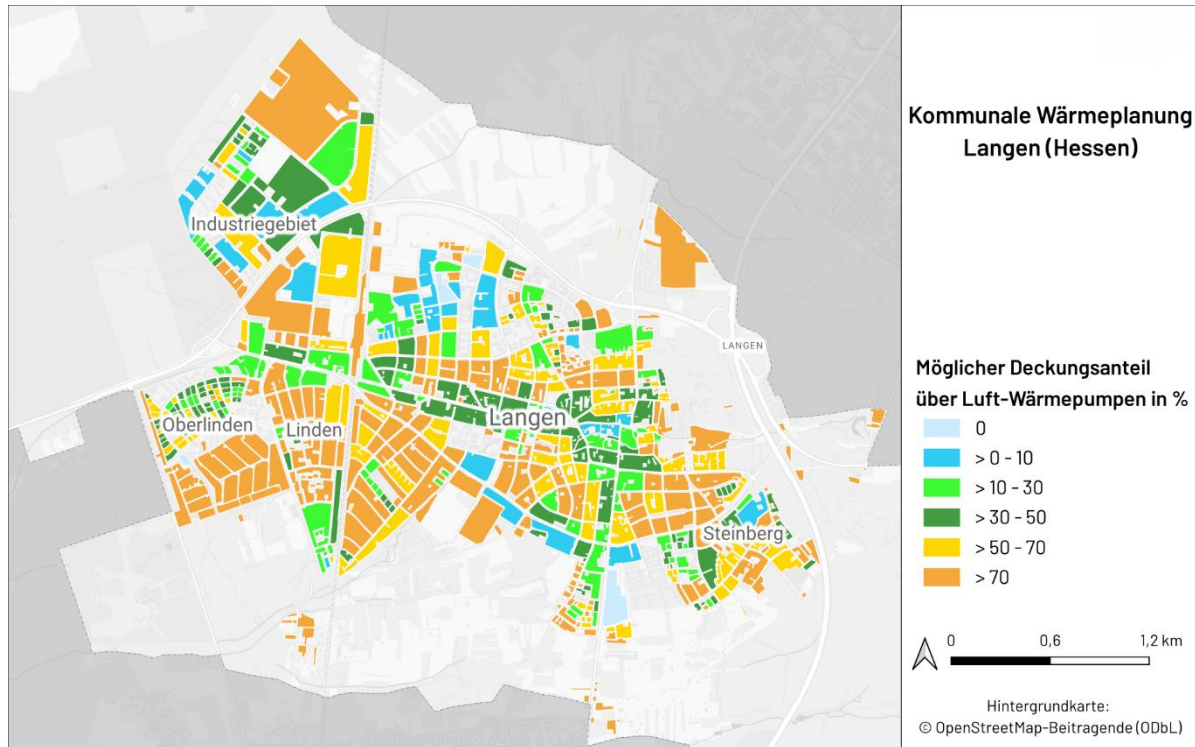 Kommunale Wärmeplanung
Langen (Hessen)
Industriegebiet
LANGEN
Oberlinden
Linden
Langen
Steinberg
Möglicher Deckungsanteil
über Luft-Wärmepumpen in %
0
> 0 - 10
> 10 - 30
> 30 - 50
> 50 - 70
> 70
0 0,6 1,2 km
Hintergrundkarte:
© OpenStreetMap-Beitragende (ODbL)